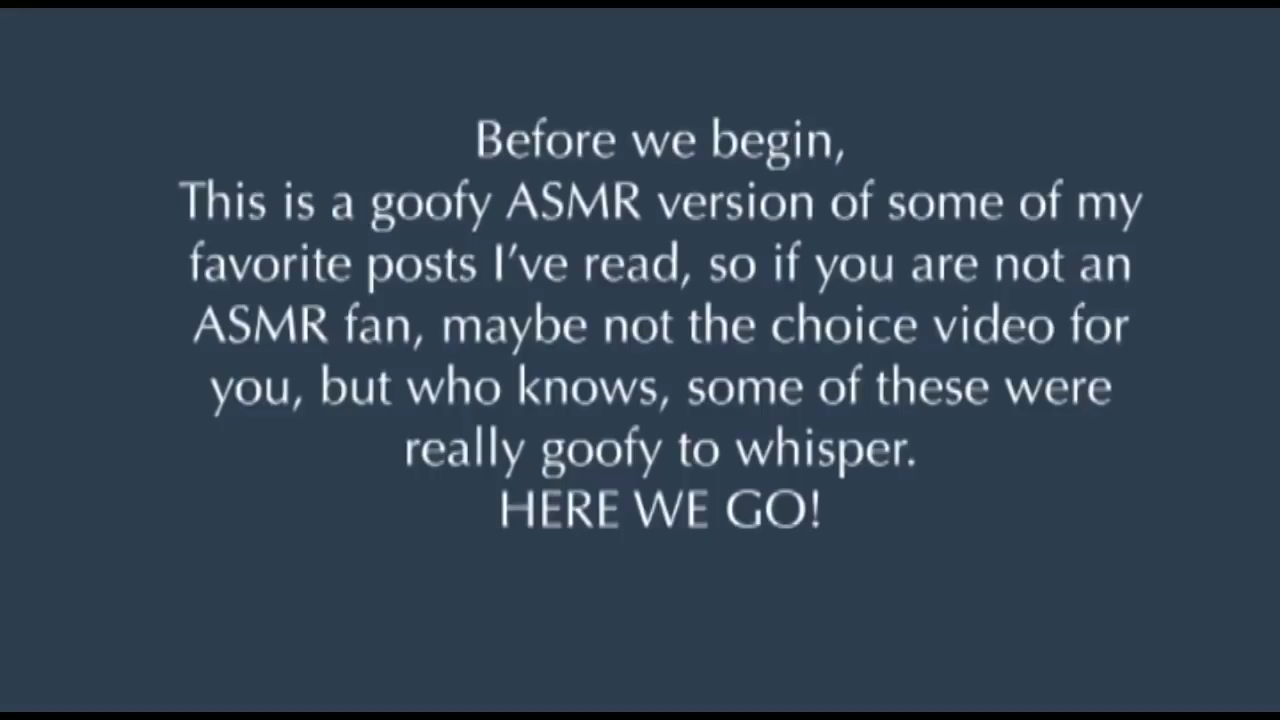 Before we begin,
This is a goofy ASMR version of some of my
favorite posts I've read, so if you are not an
ASMR fan, maybe not the choice video for
you, but who knows, some of these were
really goofy to whisper.
HERE WE GO!